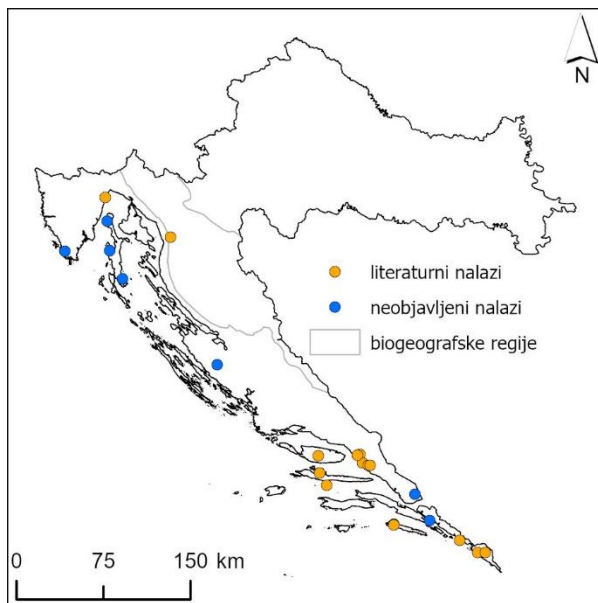 N
literaturni nalazi
neobjavljeni nalazi
biogeografske regije
0 75 150 km